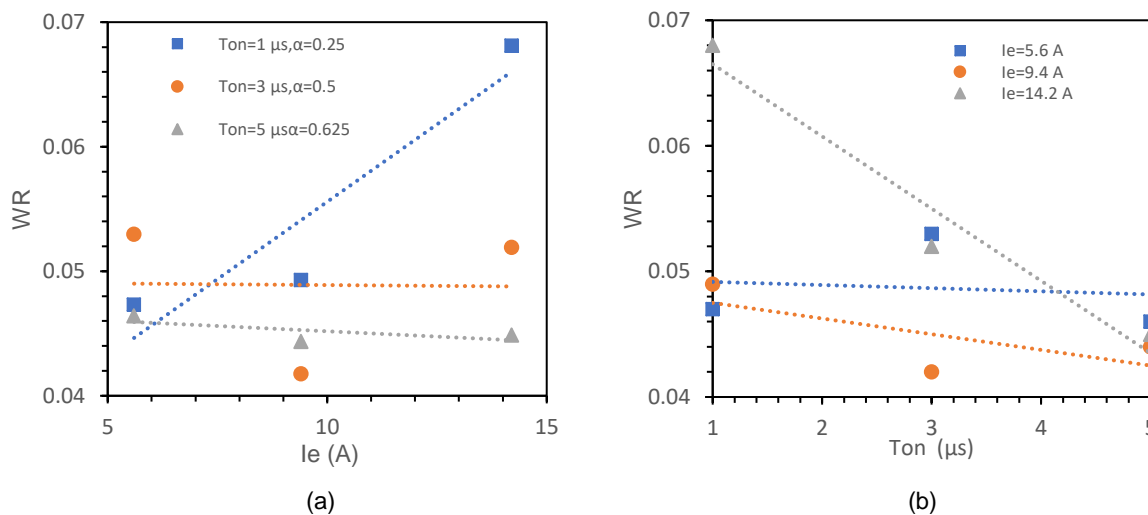 0.07
0.06
0.05
0.04
WR
5
10
15
Ie (A)
Ton=1 µs,α=0.25
Ton=3 µs,α=0.5
Ton=5 µsα=0.625
(a)
0.07
0.06
0.05
0.04
WR
1
2
3
4
5
Ton (µs)
Ie=5.6 A
Ie=9.4 A
Ie=14.2 A
(b)